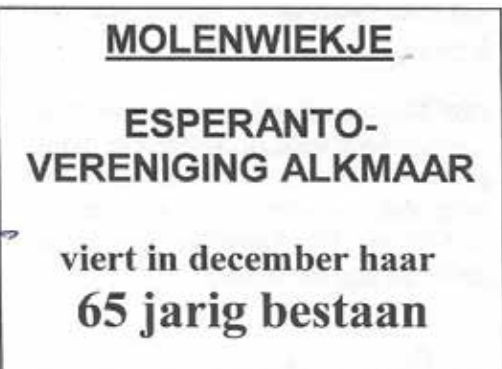 MOLENWIEKJE
ESPERANTO-
VERENIGING ALKMAAR
viert in december haar
65 jarig bestaan